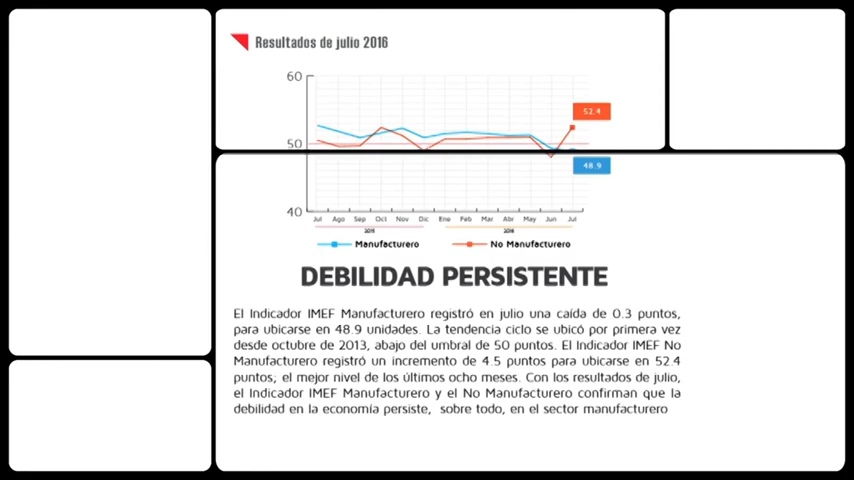 Resultados de julio 2016
60
52.4
50
48.9
40
Jul Ago Sep Oct Nov Dic Ene Feb Mar Abr May Jun Jul
2015 2016
Manufacturero No Manufacturero
DEBILIDAD PERSISTENTE
El Indicador IMEF Manufacturero registró en julio una caída de 0.3 puntos,
para ubicarse en 48.9 unidades. La tendencia ciclo se ubicó por primera vez
desde octubre de 2013, abajo del umbral de 50 puntos. El Indicador IMEF No
Manufacturero registró un incremento de 4.5 puntos para ubicarse en 52.4
puntos; el mejor nivel de los últimos ocho meses. Con los resultados de julio,
el Indicador IMEF Manufacturero y el No Manufacturero confirman que la
debilidad en la economía persiste, sobre todo, en el sector manufacturero